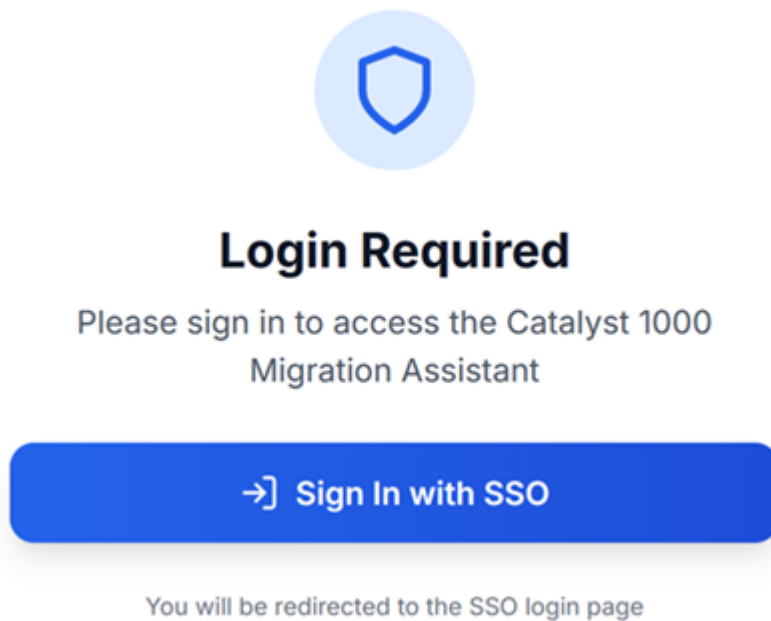 Login Required
Please sign in to access the Catalyst 1000
Migration Assistant
Sign In with SSO
You will be redirected to the SSO login page